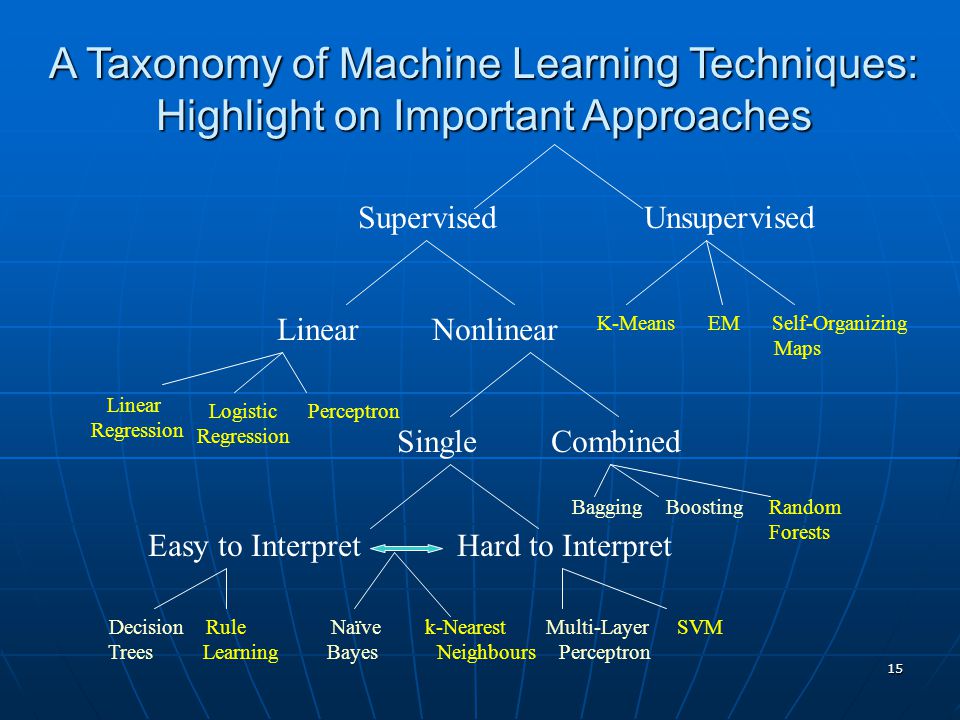 A Taxonomy of Machine Learning Techniques:
Highlight on Important Approaches
Supervised Unsupervised
Linear Nonlinear
K-Means EM Self-Organizing
Maps
Linear
Regression
Logistic
Regression
Perceptron
Single Combined
Bagging Boosting Random
Forests
Easy to Interpret Hard to Interpret
Decision Rule Naïve k-Nearest Multi-Layer SVM
Trees Learning Bayes Neighbours Perceptron
15